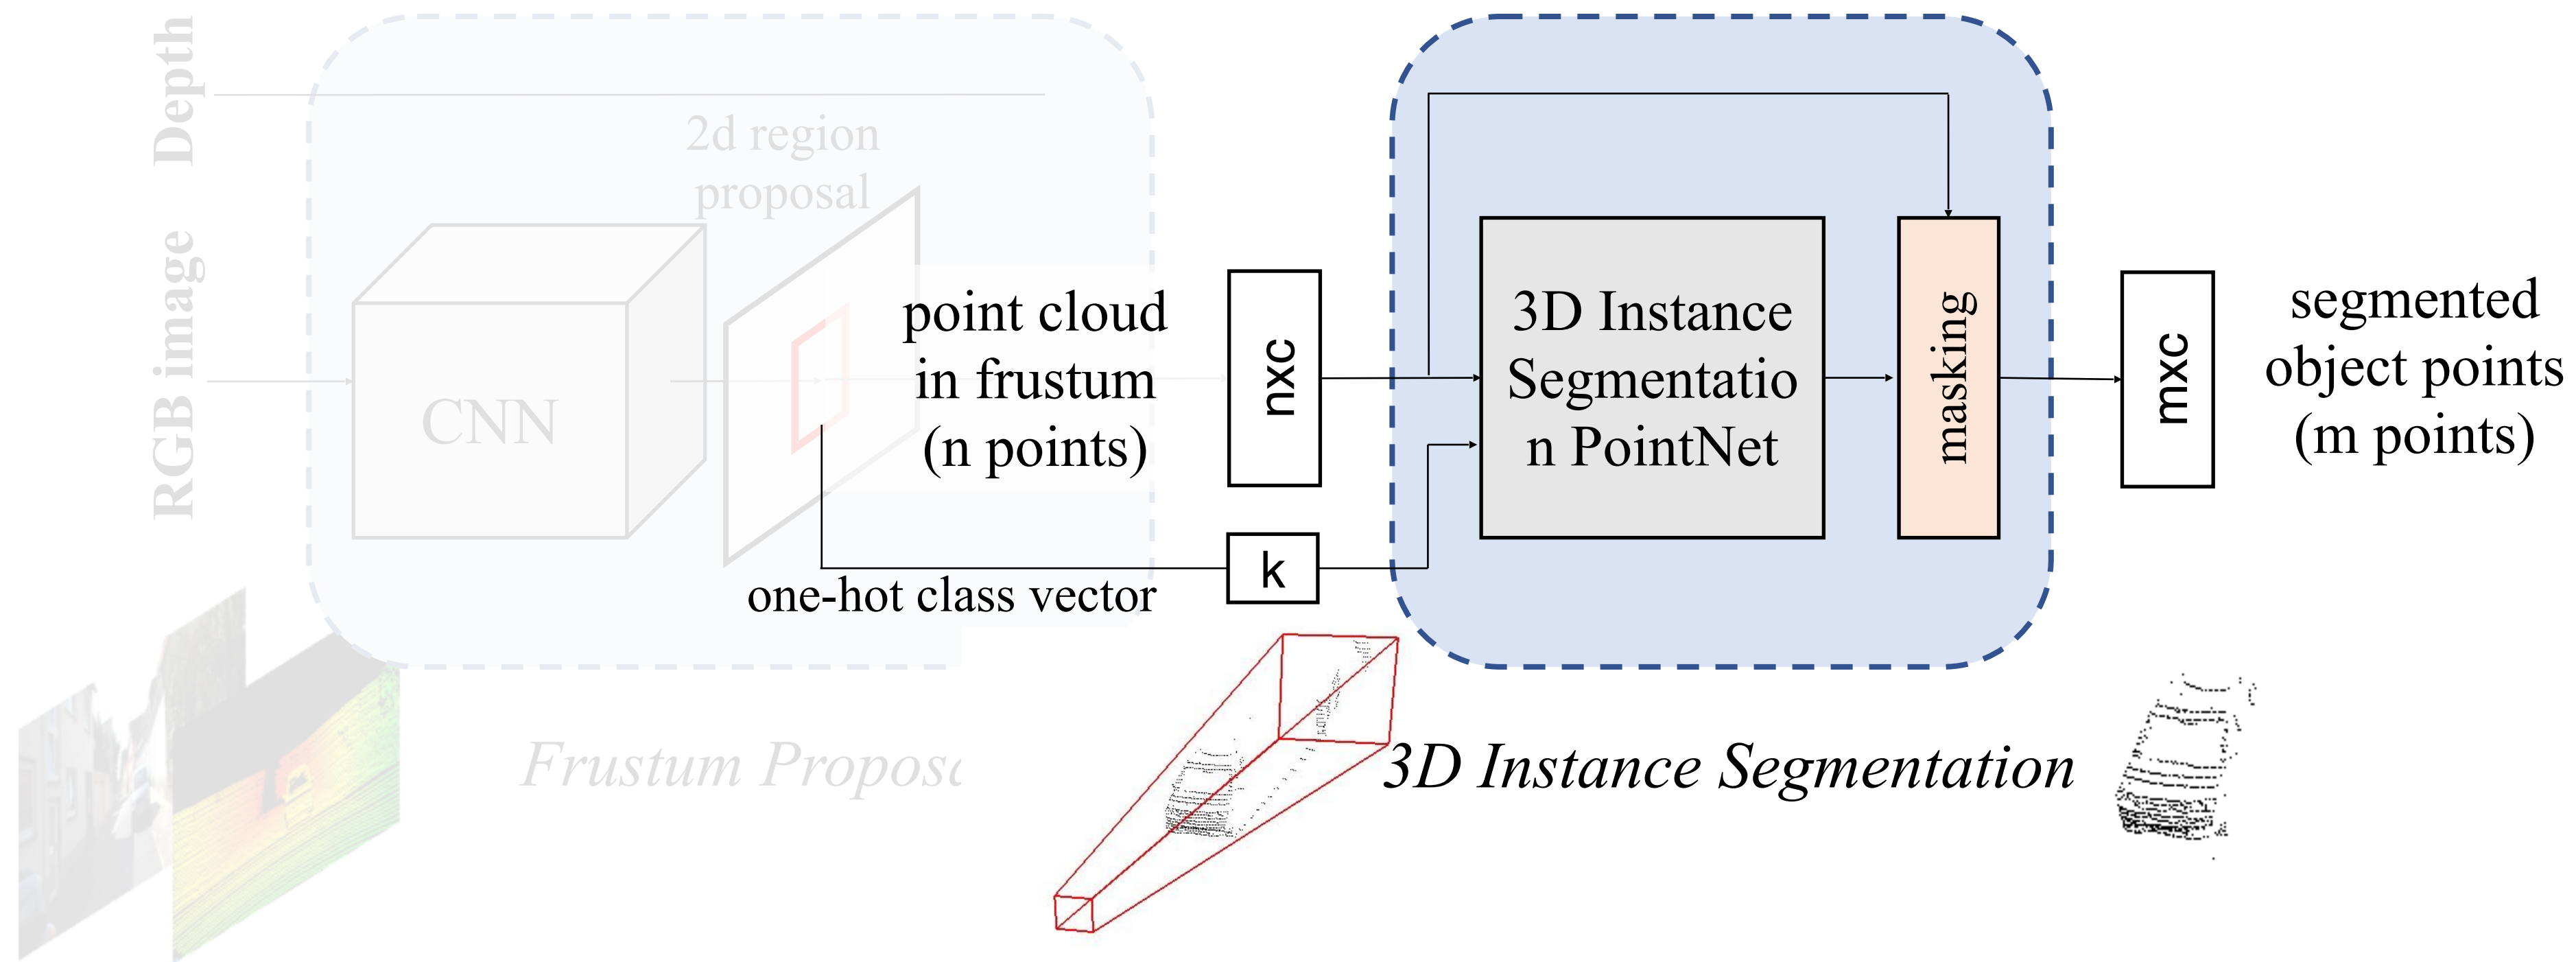 Depth
RGB image
2d region
proposal
CNN
point cloud
in frustum
(n points)
nxc
one-hot class vector
k
3D Instance
Segmentatio
n PointNet
masking
mxc
segmented
object points
(m points)
Frustum Propos
3D Instance Segmentation